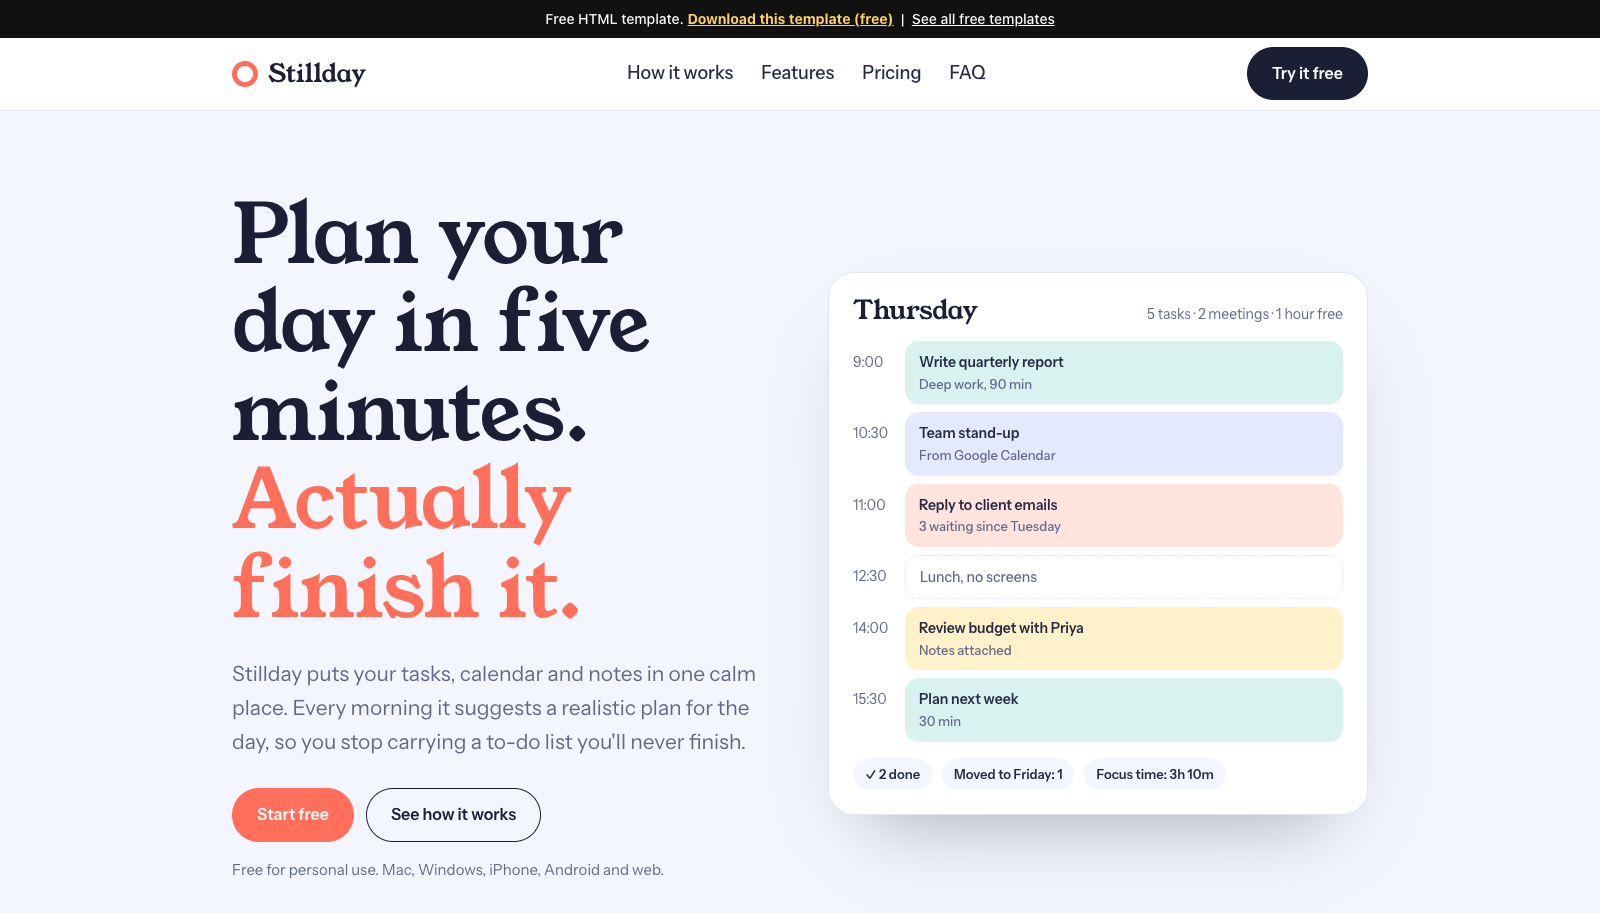 Free HTML template. Download this template (free) | See all free templates
Stillday
How it works Features Pricing FAQ
Try it free
Plan your
day in five
minutes.
Actually
finish it.
Stillday puts your tasks, calendar and notes in one calm
place. Every morning it suggests a realistic plan for the
day, so you stop carrying a to-do list you'll never finish.
Start free
See how it works
Free for personal use. Mac, Windows, iPhone, Android and web.
Thursday
5 tasks · 2 meetings · 1 hour free
9:00
Write quarterly report
Deep work, 90 min
10:30
Team stand-up
From Google Calendar
11:00
Reply to client emails
3 waiting since Tuesday
12:30
Lunch, no screens
14:00
Review budget with Priya
Notes attached
15:30
Plan next week
30 min
✓ 2 done
Moved to Friday: 1
Focus time: 3h 10m